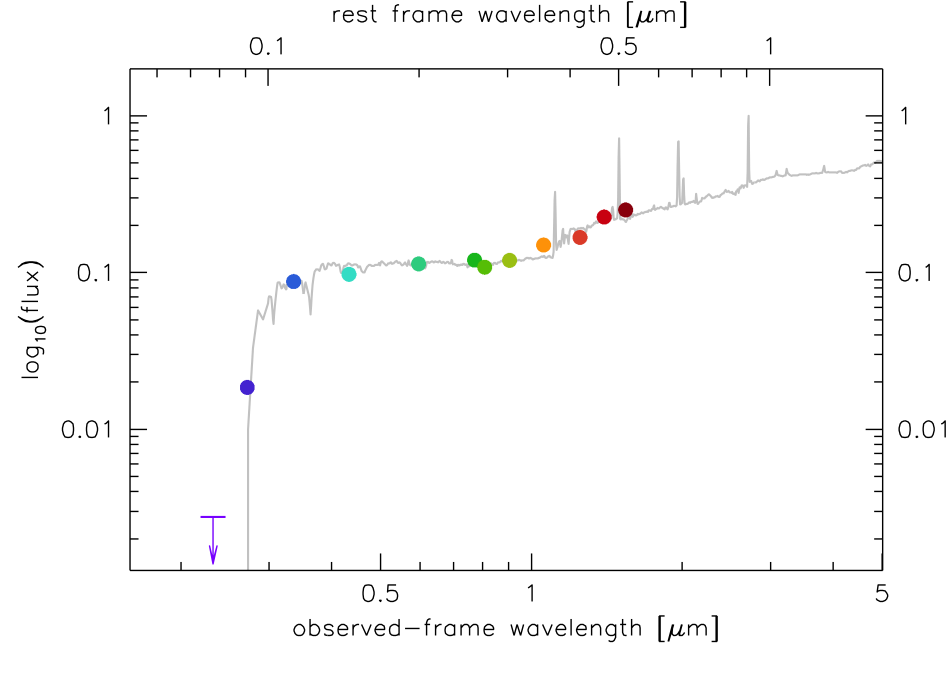 rest frame wavelength [μm]
0.1 0.5 1
1 1
0.1 0.1
0.01 0.01
log10(flux)
0.5 1 5
observed-frame wavelength [μm]